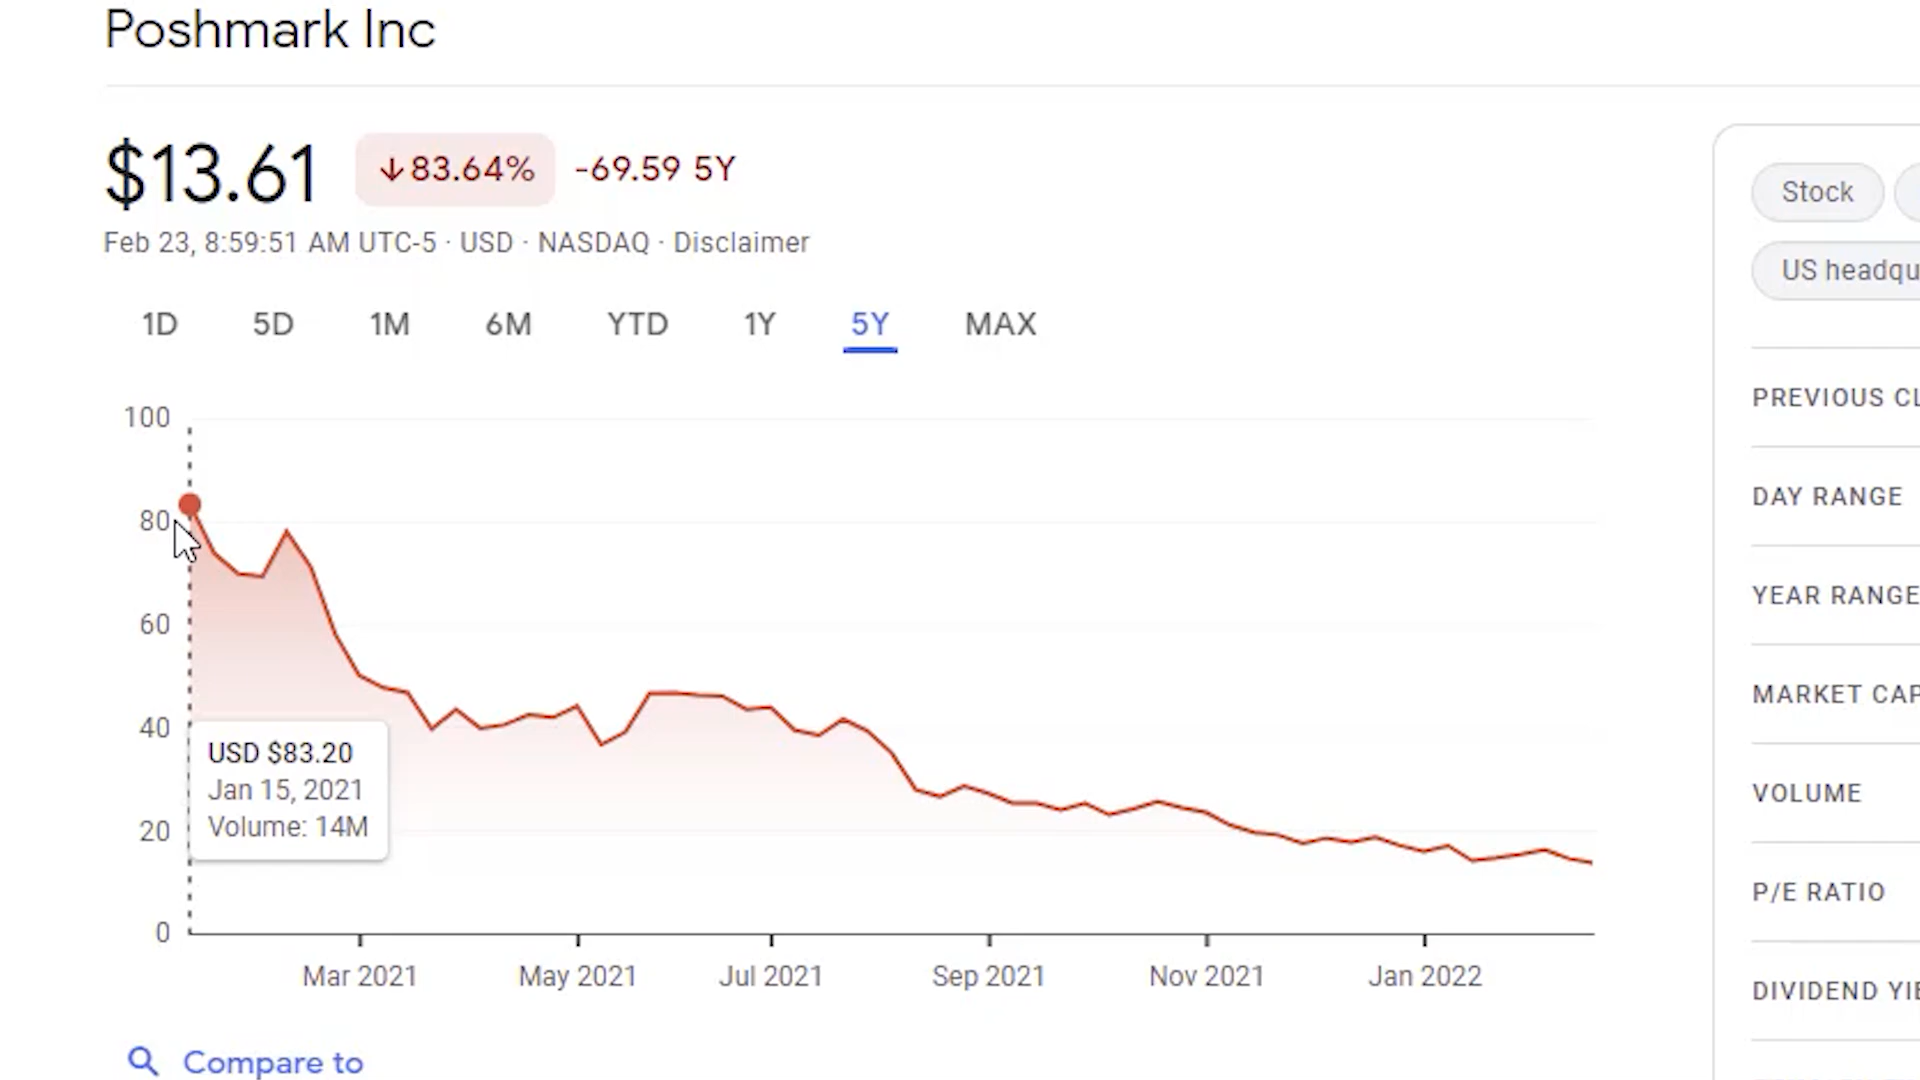 Poshmark Inc
$13.61 ↓83.64% -69.59 5Y
Feb 23, 8:59:51 AM UTC-5 · USD · NASDAQ · Disclaimer
1D 5D 1M 6M YTD 1Y 5Y MAX
100
80
60
40
20
0
USD $83.20
Jan 15, 2021
Volume: 14M
Mar 2021 May 2021 Jul 2021 Sep 2021 Nov 2021 Jan 2022
Compare to
Stock
US headqu
PREVIOUS CL
DAY RANGE
YEAR RANGE
MARKET CAP
VOLUME
P/E RATIO
DIVIDEND YIE